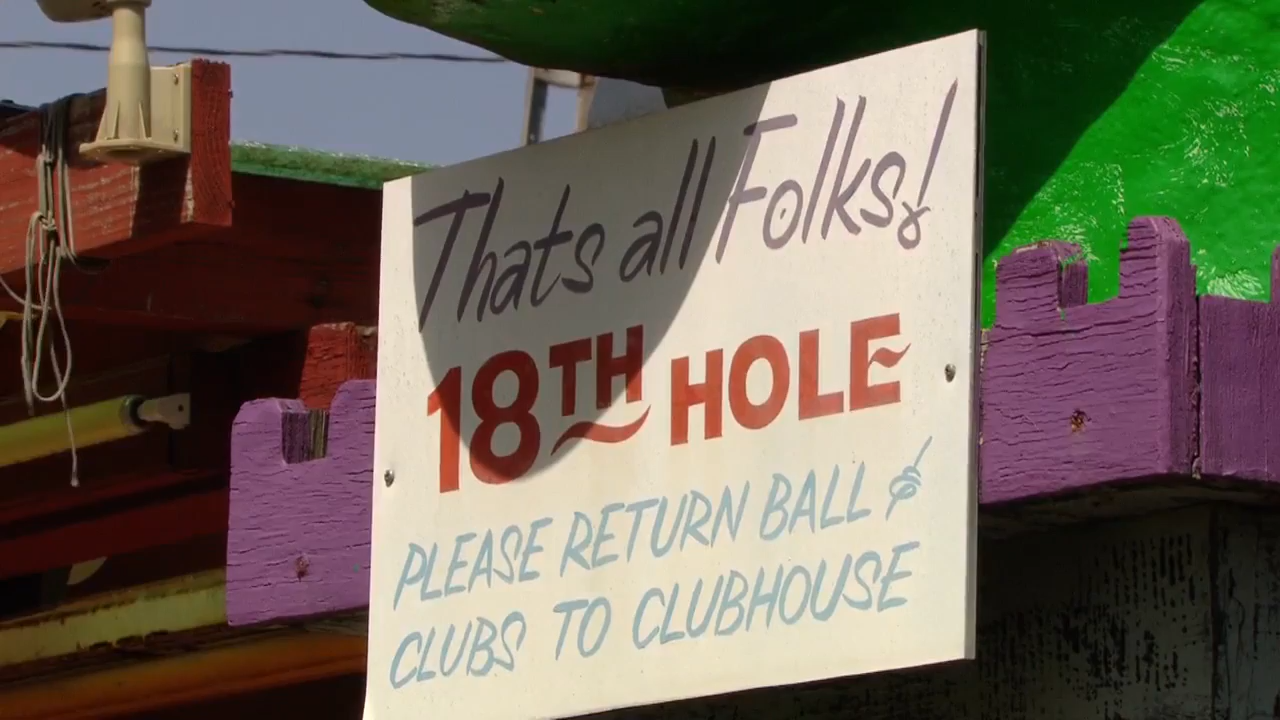 Thats all Folks!
18TH HOLE
PLEASE RETURN BALL &
CLUBS TO CLUBHOUSE